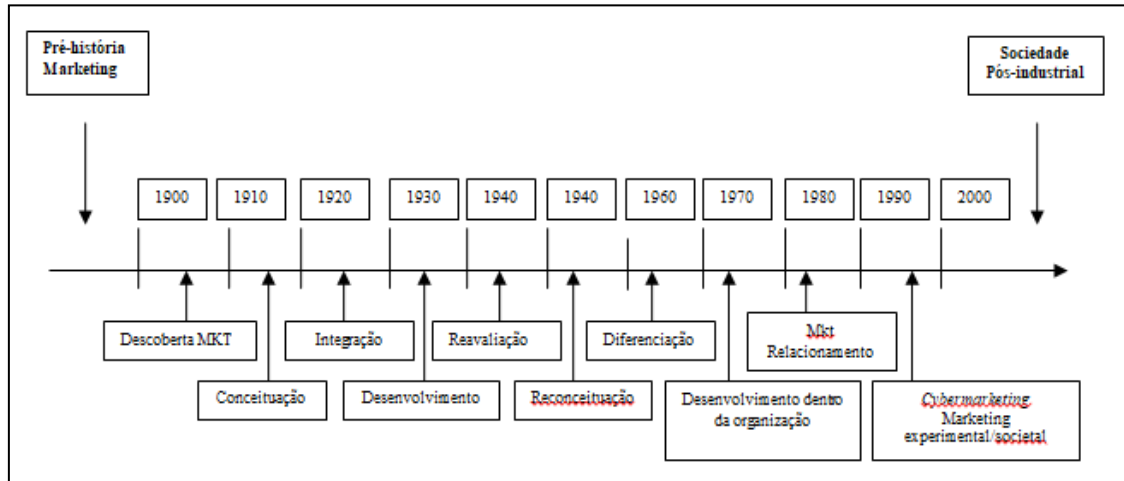 Pré-história
Marketing
Sociedade
Pós-industrial
1900
1910
1920
1930
1940
1940
1960
1970
1980
1990
2000
Descoberta MKT
Integração
Reavaliação
Diferenciação
Mkt
Relacionamento
Conceituação
Desenvolvimento
Reconceituação
Desenvolvimento dentro
da organização
Cybermarketing
Marketing
experimental/societal